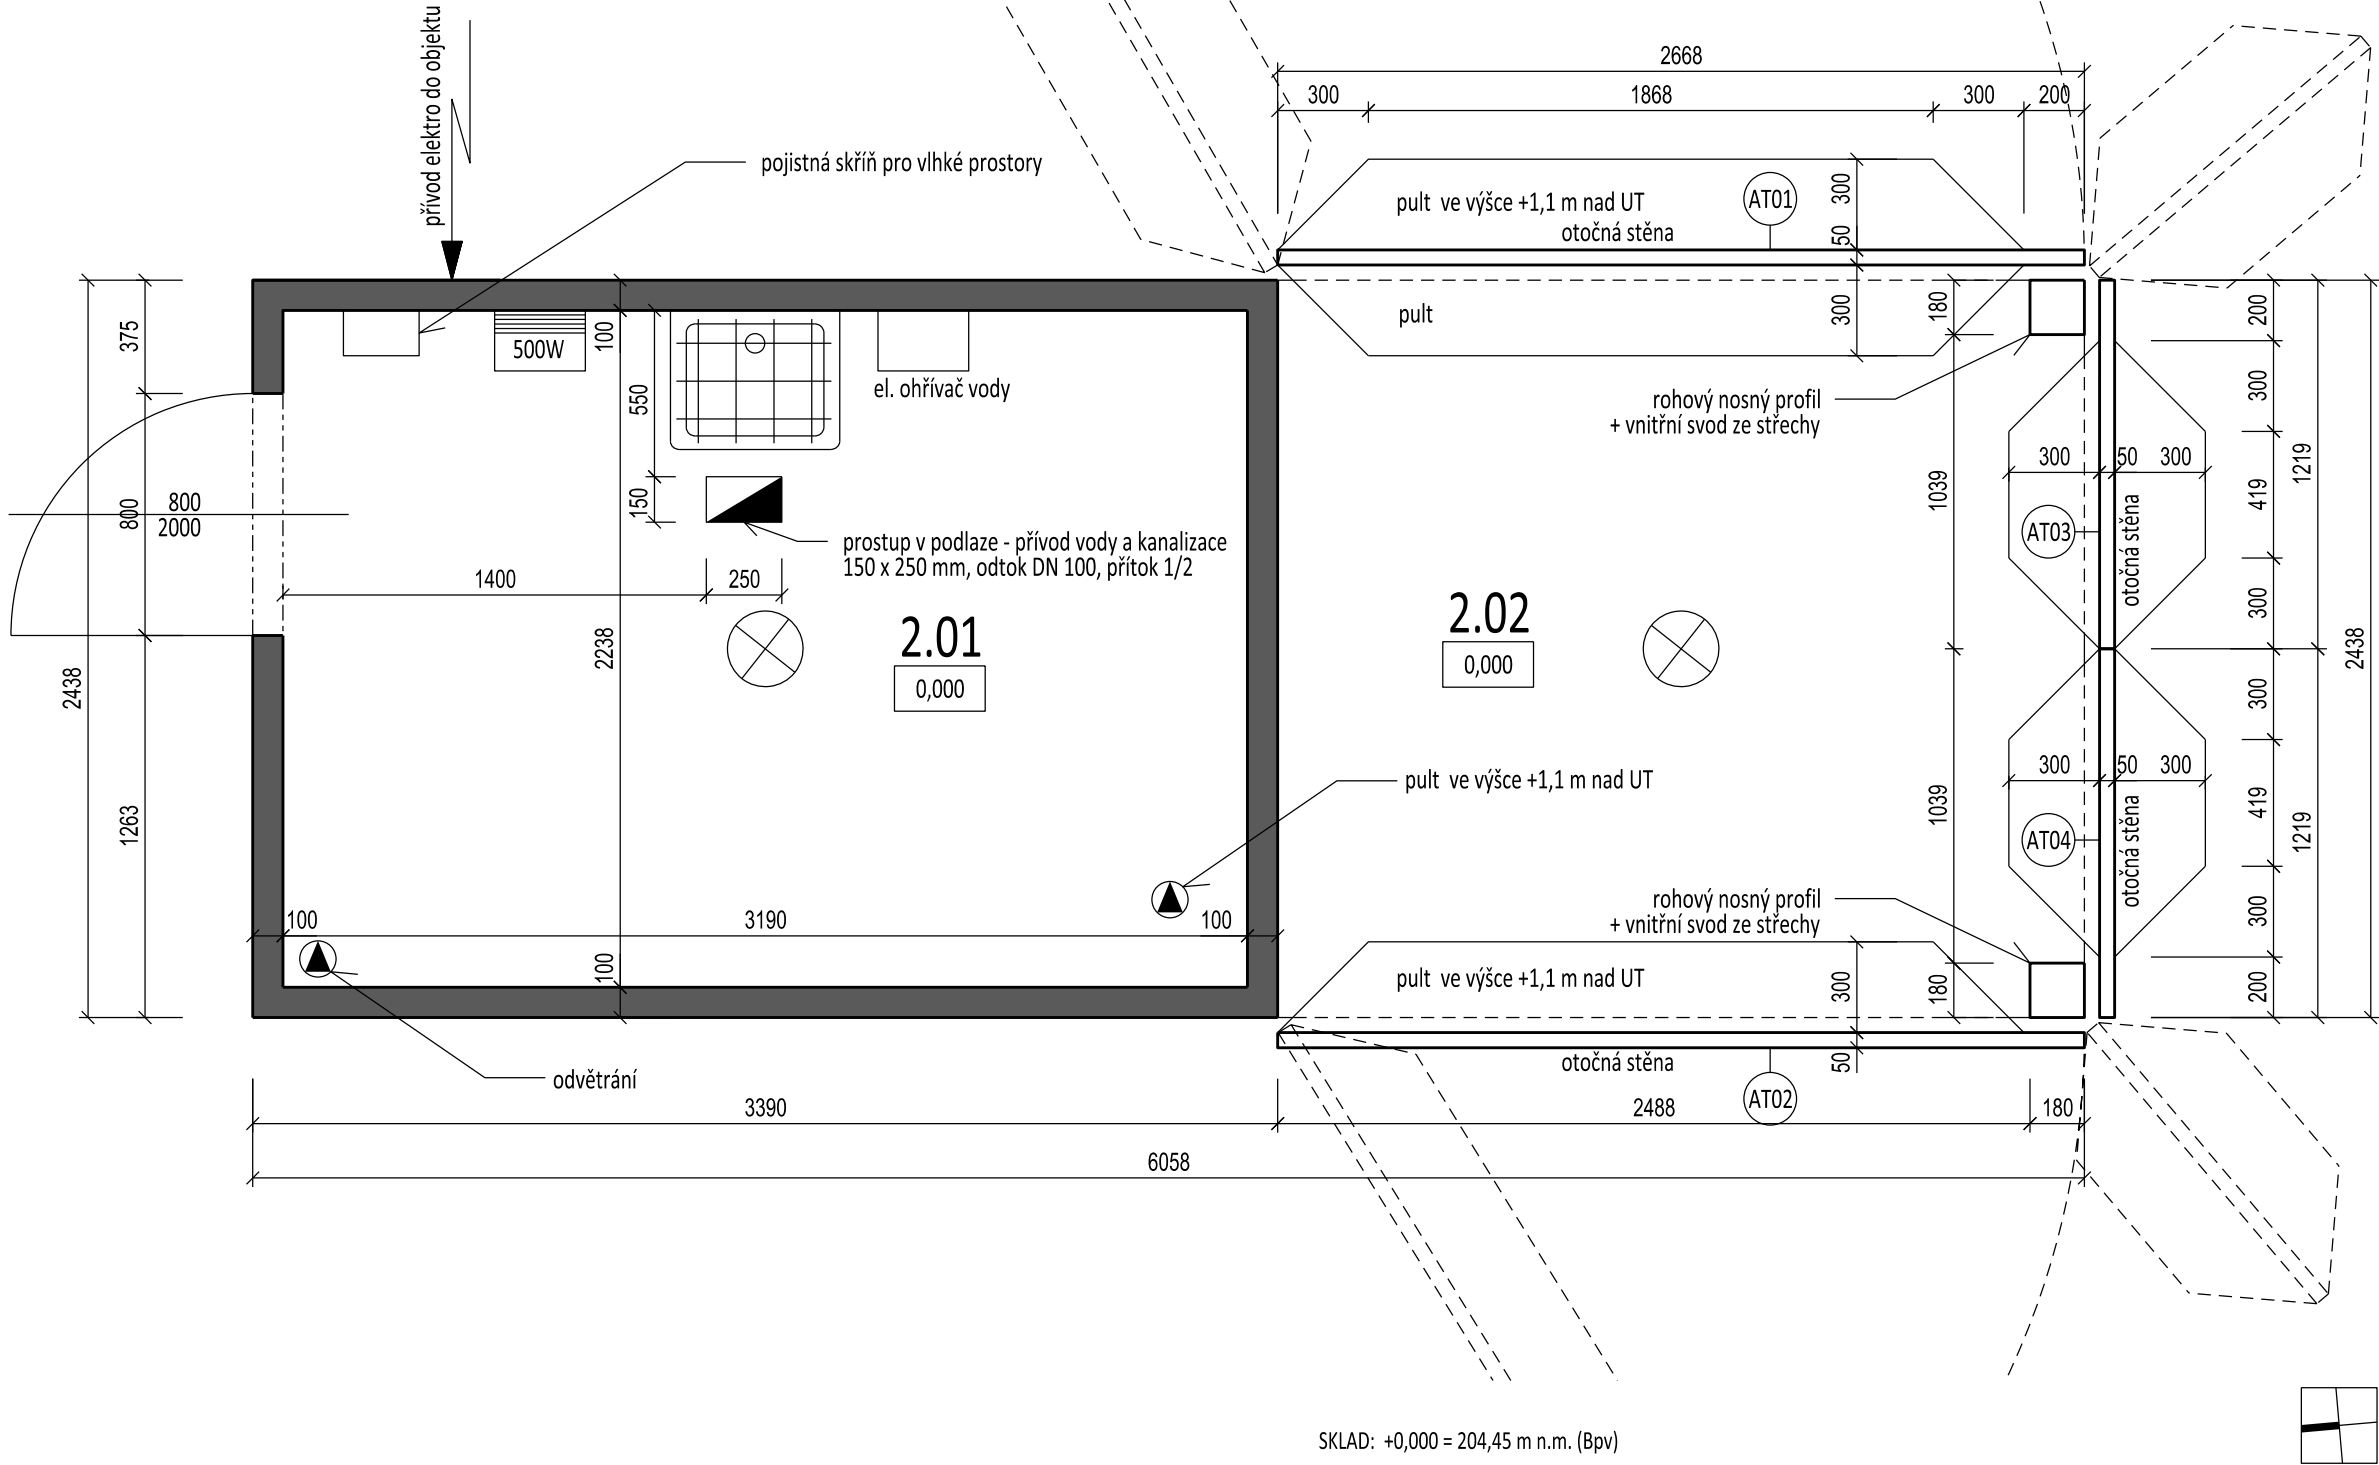 přívod elektro do objektu
2668
300
1868
300
200
pojistná skříň pro vlhké prostory
pult ve výšce +1,1 m nad UT
AT01
300
otočná stěna
50
375
500W
100
550
el. ohřívač vody
pult
300
180
200
rohový nosný profil
+ vnitřní svod ze střechy
300
300
50
300
1219
1039
419
AT03
otočná stěna
800
800
2000
150
prostup v podlaze - přívod vody a kanalizace
150 x 250 mm, odtok DN 100, přítok 1/2
1400
250
2.01
0,000
2.02
0,000
300
2238
2438
2438
300
300
50
300
pult ve výšce +1,1 m nad UT
1039
419
1219
1263
AT04
otočná stěna
rohový nosný profil
+ vnitřní svod ze střechy
300
100
3190
100
100
pult ve výšce +1,1 m nad UT
300
180
200
otočná stěna
50
odvětrání
AT02
3390
2488
180
6058
SKLAD: +0,000 = 204,45 m n.m. (Bpv)